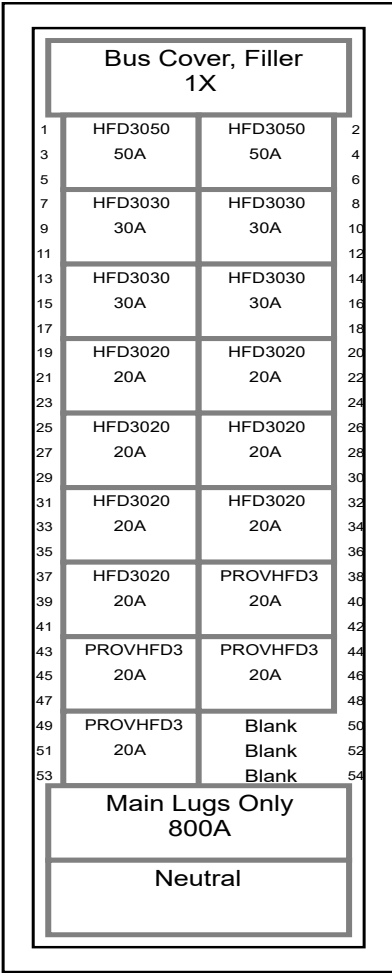 Bus Cover, Filler
1X
1 HFD3050 HFD3050 2
3 50A 50A 4
5 6
7 HFD3030 HFD3030 8
9 30A 30A 10
11 12
13 HFD3030 HFD3030 14
15 30A 30A 16
17 18
19 HFD3020 HFD3020 20
21 20A 20A 22
23 24
25 HFD3020 HFD3020 26
27 20A 20A 28
29 30
31 HFD3020 HFD3020 32
33 20A 20A 34
35 36
37 HFD3020 PROVHFD3 38
39 20A 20A 40
41 42
43 PROVHFD3 PROVHFD3 44
45 20A 20A 46
47 48
49 PROVHFD3 Blank 50
51 20A Blank 52
53 Blank 54
Main Lugs Only
800A
Neutral